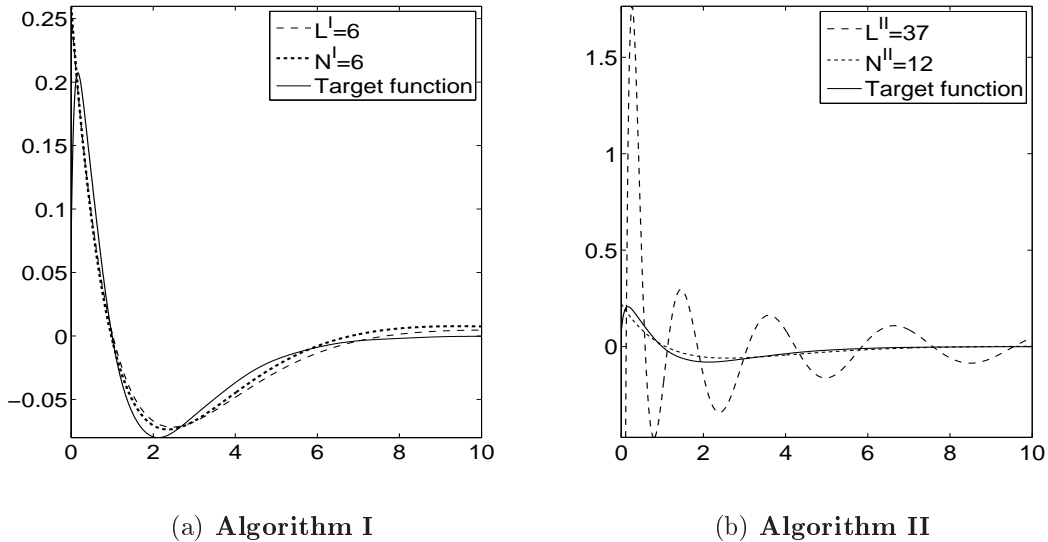 0.25
0.2
0.15
0.1
0.05
0
−0.05
0 2 4 6 8 10
L^I=6
N^I=6
Target function
(a) Algorithm I
1.5
1
0.5
0
0 2 4 6 8 10
L^II=37
N^II=12
Target function
(b) Algorithm II